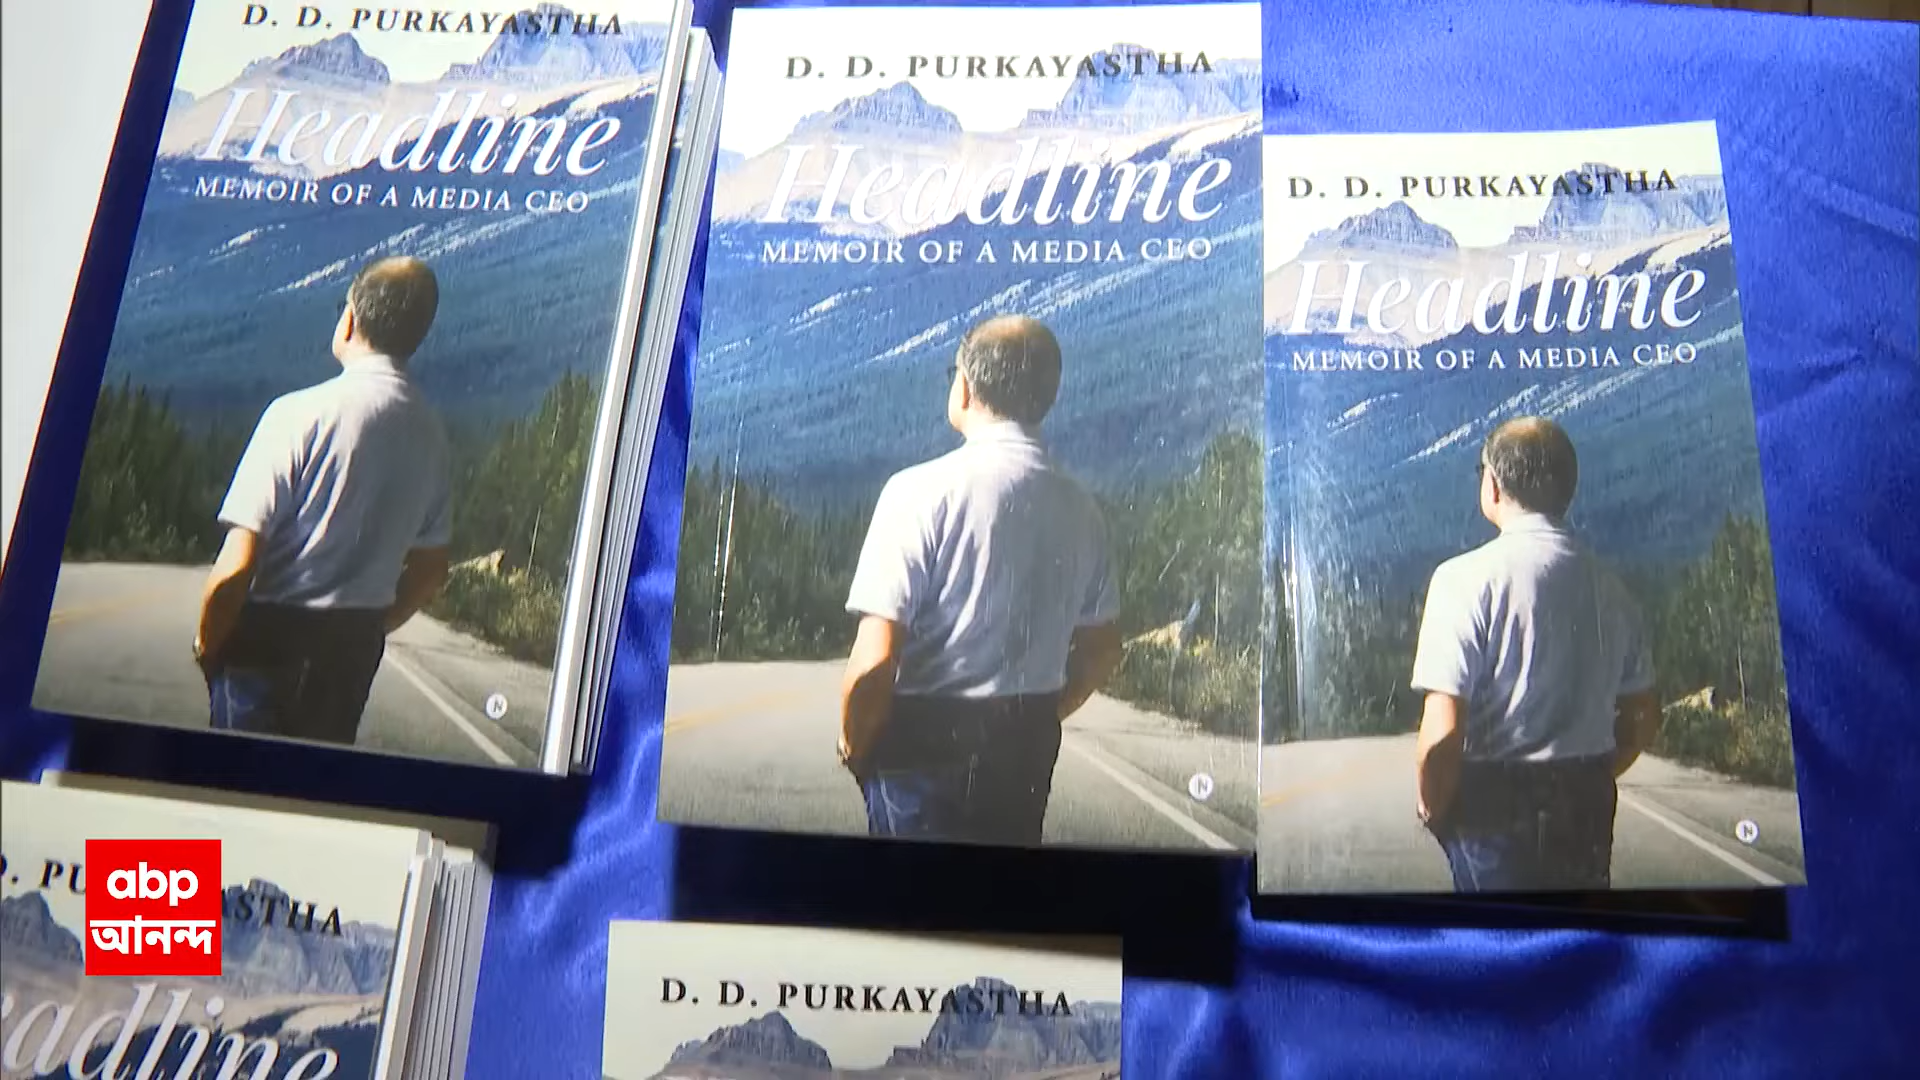 D. D. PURKAYASTHA
Headline
MEMOIR OF A MEDIA CEO
N
D. D. PURKAYASTHA
Headline
MEMOIR OF A MEDIA CEO
N
D. D. PURKAYASTHA
Headline
MEMOIR OF A MEDIA CEO
N
abp
আনন্দ
D. D. PURKAYASTHA